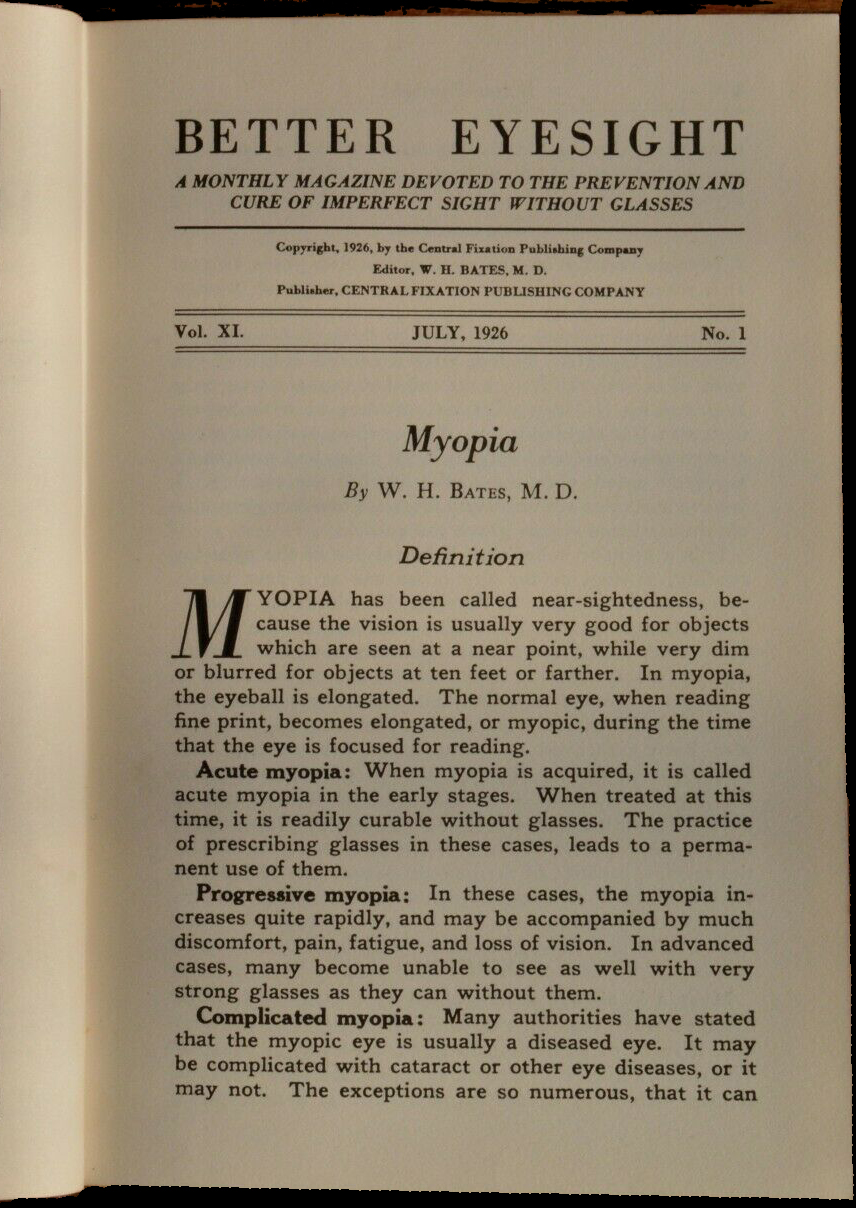 BETTER EYESIGHT
A MONTHLY MAGAZINE DEVOTED TO THE PREVENTION AND
CURE OF IMPERFECT SIGHT WITHOUT GLASSES
Copyright, 1926, by the Central Fixation Publishing Company
Editor, W. H. BATES, M. D.
Publisher, CENTRAL FIXATION PUBLISHING COMPANY
Vol. XI. JULY, 1926 No. 1
Myopia
By W. H. BATES, M. D.
Definition
MYOPIA has been called near-sightedness, be-
cause the vision is usually very good for objects
which are seen at a near point, while very dim
or blurred for objects at ten feet or farther. In myopia,
the eyeball is elongated. The normal eye, when reading
fine print, becomes elongated, or myopic, during the time
that the eye is focused for reading.
Acute myopia: When myopia is acquired, it is called
acute myopia in the early stages. When treated at this
time, it is readily curable without glasses. The practice
of prescribing glasses in these cases, leads to a perma-
nent use of them.
Progressive myopia: In these cases, the myopia in-
creases quite rapidly, and may be accompanied by much
discomfort, pain, fatigue, and loss of vision. In advanced
cases, many become unable to see as well with very
strong glasses as they can without them.
Complicated myopia: Many authorities have stated
that the myopic eye is usually a diseased eye. It may
be complicated with cataract or other eye diseases, or it
may not. The exceptions are so numerous, that it can